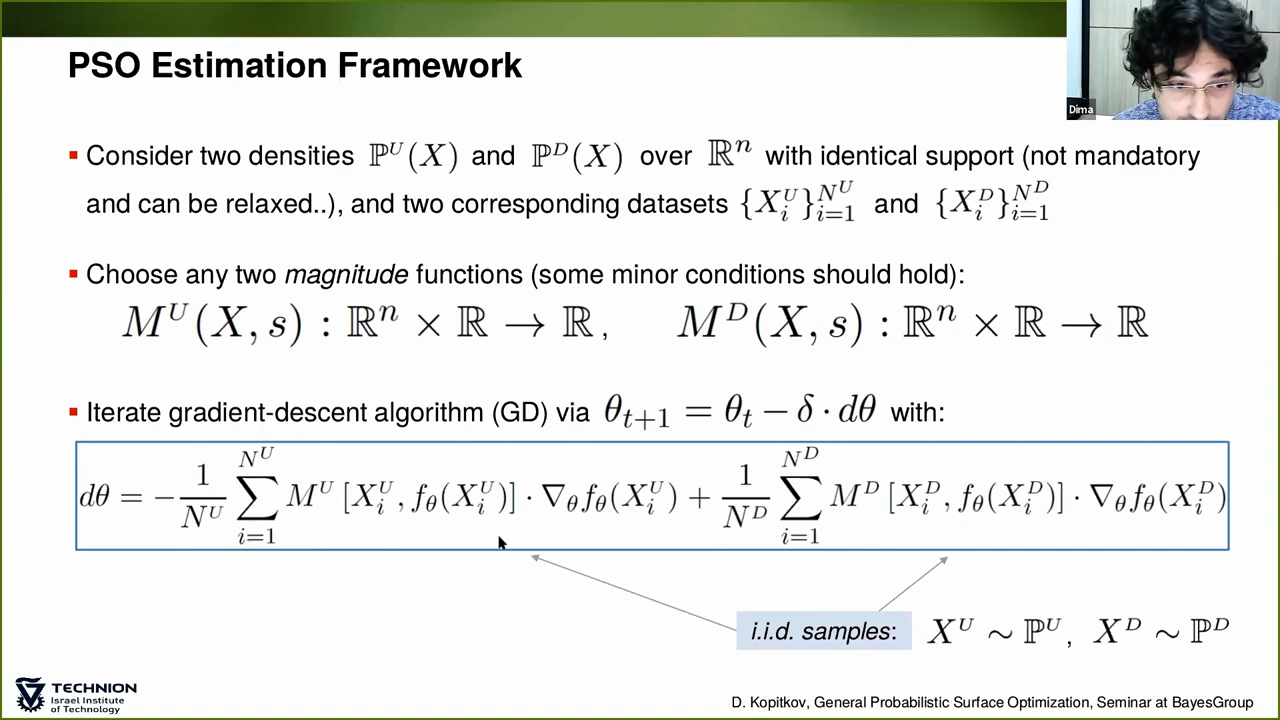 PSO Estimation Framework
Dima
▪ Consider two densities ℙ^U(X) and ℙ^D(X) over ℝ^n with identical support (not mandatory
and can be relaxed..), and two corresponding datasets {X_i^U}_{i=1}^{N^U} and {X_i^D}_{i=1}^{N^D}
▪ Choose any two magnitude functions (some minor conditions should hold):
M^U(X, s) : ℝ^n × ℝ → ℝ, M^D(X, s) : ℝ^n × ℝ → ℝ
▪ Iterate gradient-descent algorithm (GD) via θ_{t+1} = θ_t − δ · dθ with:
dθ = −\frac{1}{N^U} \sum_{i=1}^{N^U} M^U [X_i^U, f_θ(X_i^U)] · ∇_θ f_θ(X_i^U) + \frac{1}{N^D} \sum_{i=1}^{N^D} M^D [X_i^D, f_θ(X_i^D)] · ∇_θ f_θ(X_i^D)
i.i.d. samples: X^U ∼ ℙ^U, X^D ∼ ℙ^D
TECHNION
Israel Institute
of Technology
D. Kopitkov, General Probabilistic Surface Optimization, Seminar at BayesGroup